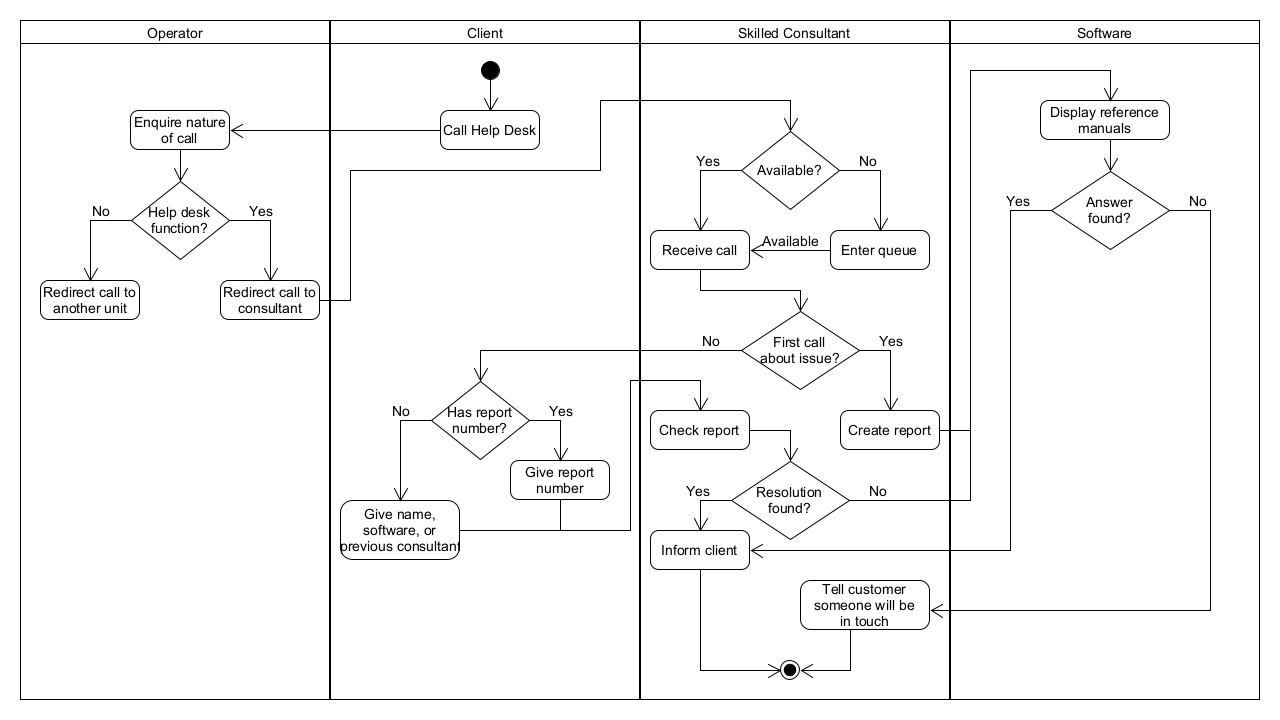 Operator
Client
Skilled Consultant
Software
Enquire nature
of call
Call Help Desk
Display reference
manuals
Yes
Available?
No
Help desk
function?
No
Yes
Yes
Answer
found?
No
Receive call
Available
Enter queue
Redirect call to
another unit
Redirect call to
consultant
No
First call
about issue?
Yes
No
Has report
number?
Yes
Check report
Create report
Give report
number
Yes
Resolution
found?
No
Give name,
software, or
previous consultant
Inform client
Tell customer
someone will be
in touch